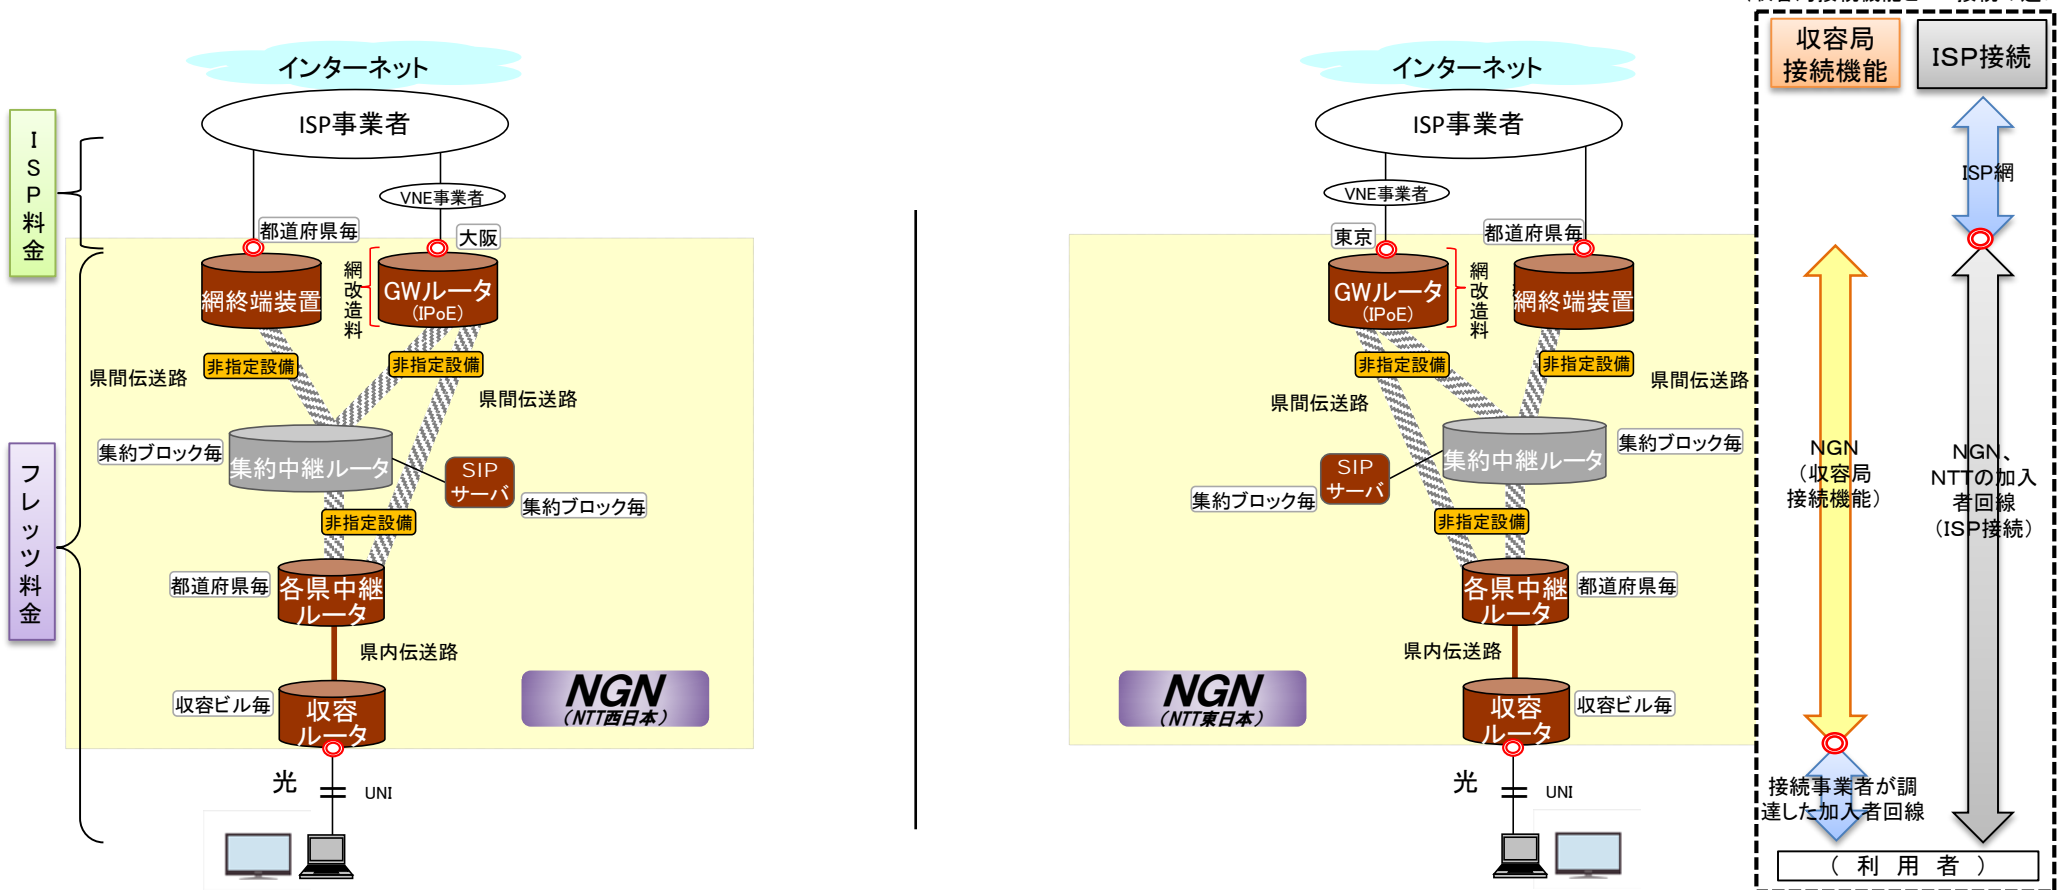 インターネット
ISP事業者
VNE事業者
都道府県毎
大阪
ISP料金
網終端装置
網改造料
GWルータ
(IPoE)
非指定設備
非指定設備
県間伝送路
県間伝送路
集約ブロック毎
集約中継ルータ
SIP
サーバ
集約ブロック毎
フレッツ料金
非指定設備
都道府県毎
各県中継
ルータ
県内伝送路
収容ビル毎
収容
ルータ
NGN
(NTT西日本)
光
UNI
インターネット
ISP事業者
VNE事業者
東京
都道府県毎
GWルータ
(IPoE)
網改造料
網終端装置
非指定設備
非指定設備
県間伝送路
県間伝送路
集約中継ルータ
集約ブロック毎
SIP
サーバ
集約ブロック毎
非指定設備
各県中継
ルータ
都道府県毎
県内伝送路
NGN
(NTT東日本)
収容
ルータ
収容ビル毎
光
UNI
収容局
接続機能
ISP接続
ISP網
NGN
(収容局
接続機能)
NGN、
NTTの加入
者回線
(ISP接続)
接続事業者が調
達した加入者回線
( 利 用 者 )